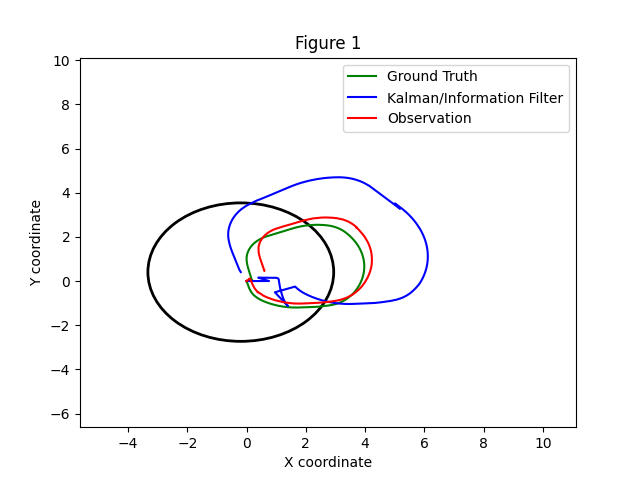 Figure 1
Ground Truth
Kalman/Information Filter
Observation
Y coordinate
10
8
6
4
2
0
−2
−4
−6
−4 −2 0 2 4 6 8 10
X coordinate